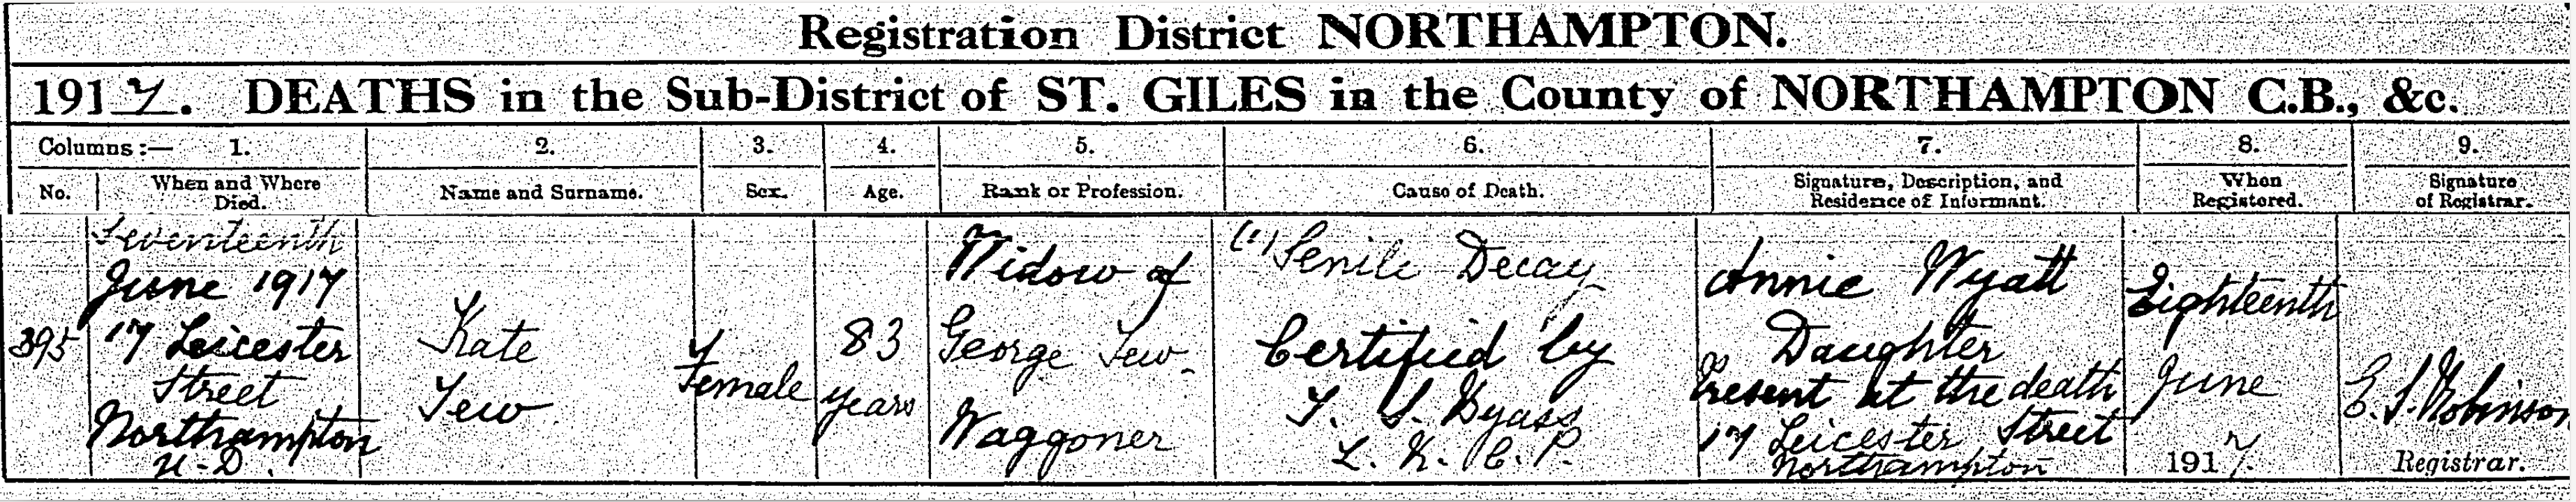 Registration District NORTHAMPTON.
1917. DEATHS in the Sub-District of ST. GILES in the County of NORTHAMPTON C.B., &c.
Columns:— 1. 2. 3. 4. 5. 6. 7. 8. 9.
No. When and Where Died. Name and Surname. Sex. Age. Rank or Profession. Cause of Death. Signature, Description, and Residence of Informant. When Registered. Signature of Registrar.
395
Seventeenth
June 1917
17 Leicester
Street
Northampton
U-D.
Kate
Tew
Female
83
years
Widow of
George Tew
Waggoner
(1) Senile Decay
Certified by
L.R.C.P.
Annie Wyatt
Daughter
Present at the death
17 Leicester Street
Northampton
Eighteenth
June
1917.
E. S. Robinson
Registrar.